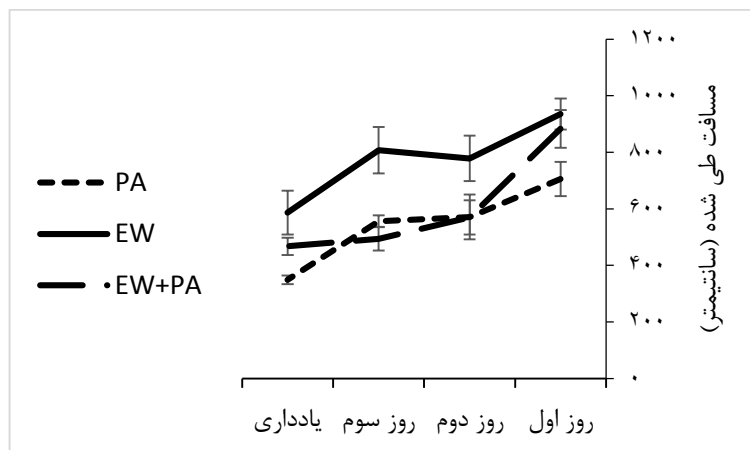 مسافت طی شده (سانتیمتر)
۱۲۰۰
۱۰۰۰
۸۰۰
۶۰۰
۴۰۰
۲۰۰
۰
روز اول
روز دوم
روز سوم
یادداری
PA
EW
EW+PA